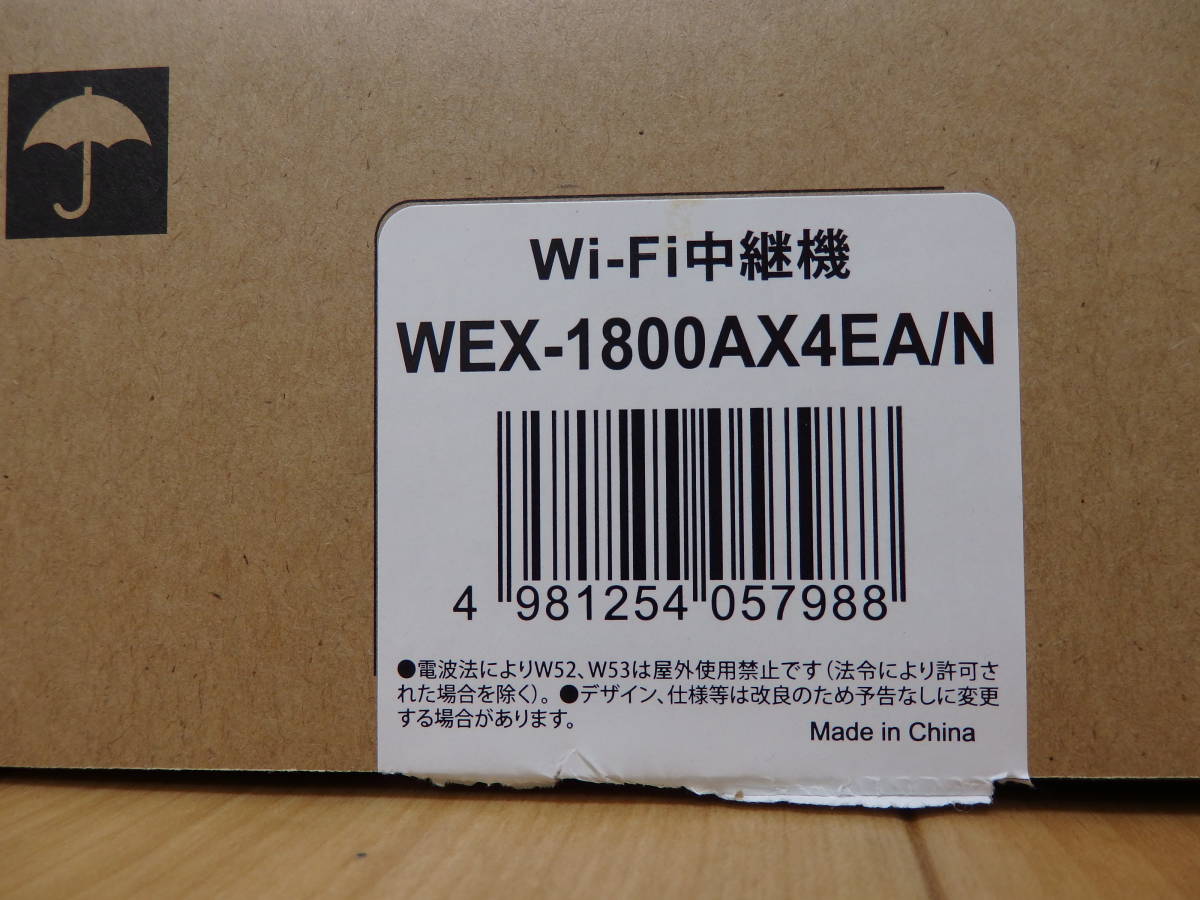 Wi-Fi中継機
WEX-1800AX4EA/N
4 981254 057988
●電波法によりW52、W53は屋外使用禁止です（法令により許可さ
れた場合を除く）。●デザイン、仕様等は改良のため予告なしに変更
する場合があります。
Made in China